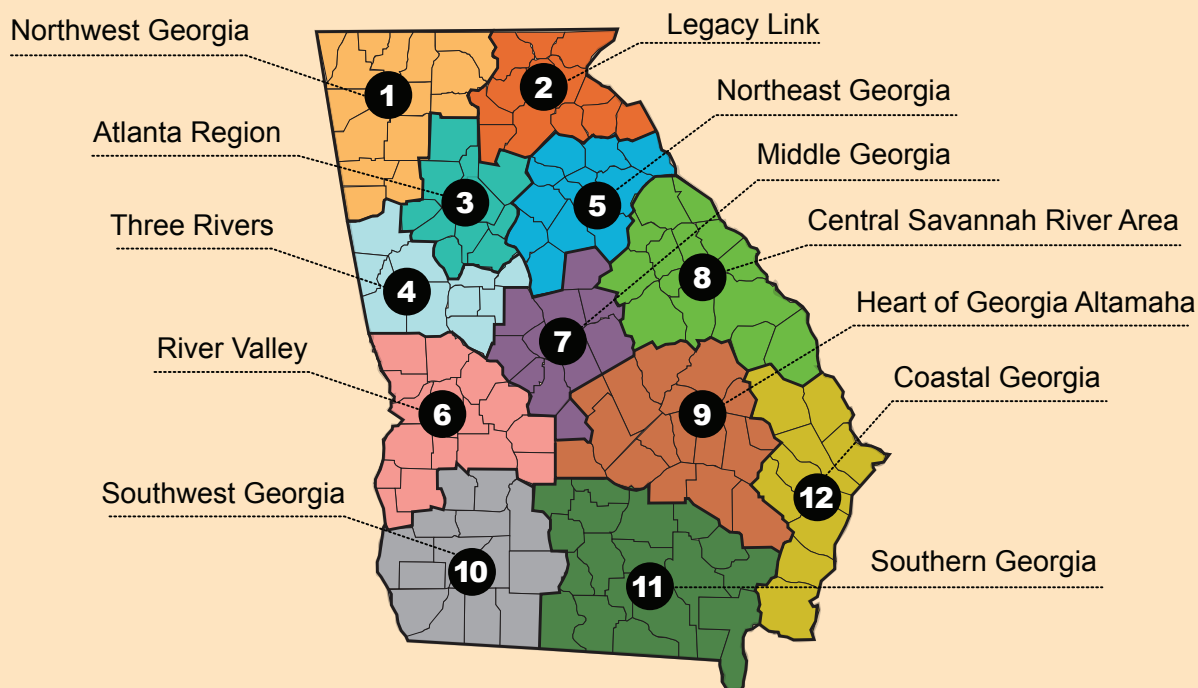 Northwest Georgia
Legacy Link
Northeast Georgia
Atlanta Region
Middle Georgia
Three Rivers
Central Savannah River Area
Heart of Georgia Altamaha
River Valley
Coastal Georgia
Southwest Georgia
Southern Georgia
1
2
3
4
5
6
7
8
9
10
11
12